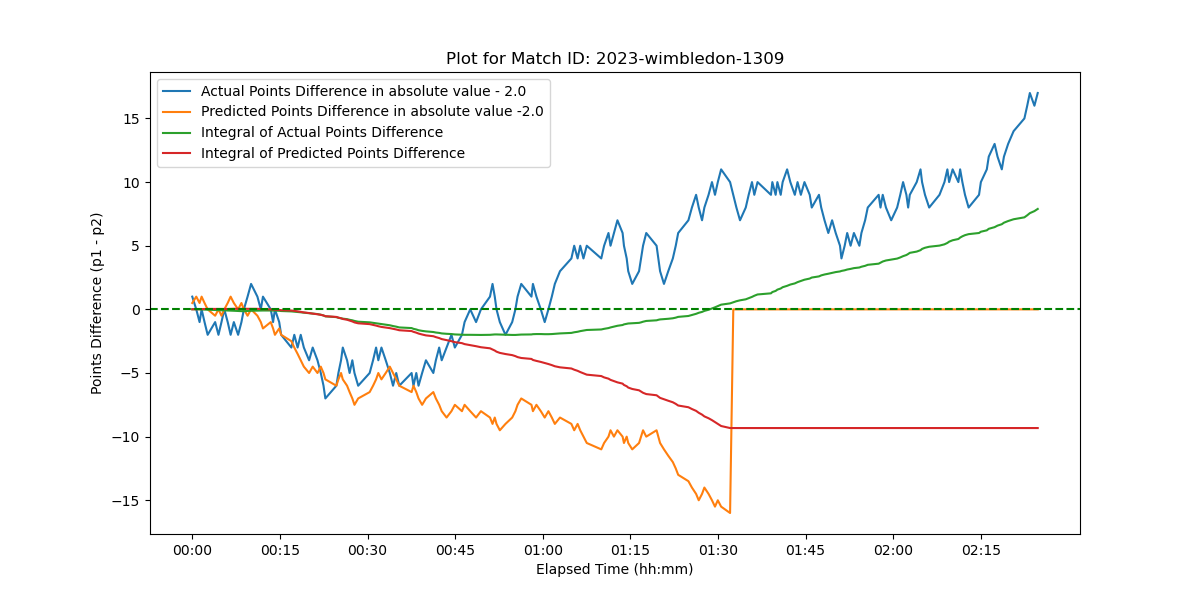 Plot for Match ID: 2023-wimbledon-1309
Actual Points Difference in absolute value - 2.0
Predicted Points Difference in absolute value -2.0
Integral of Actual Points Difference
Integral of Predicted Points Difference
Points Difference (p1 - p2)
15
10
5
0
−5
−10
−15
00:00 00:15 00:30 00:45 01:00 01:15 01:30 01:45 02:00 02:15
Elapsed Time (hh:mm)